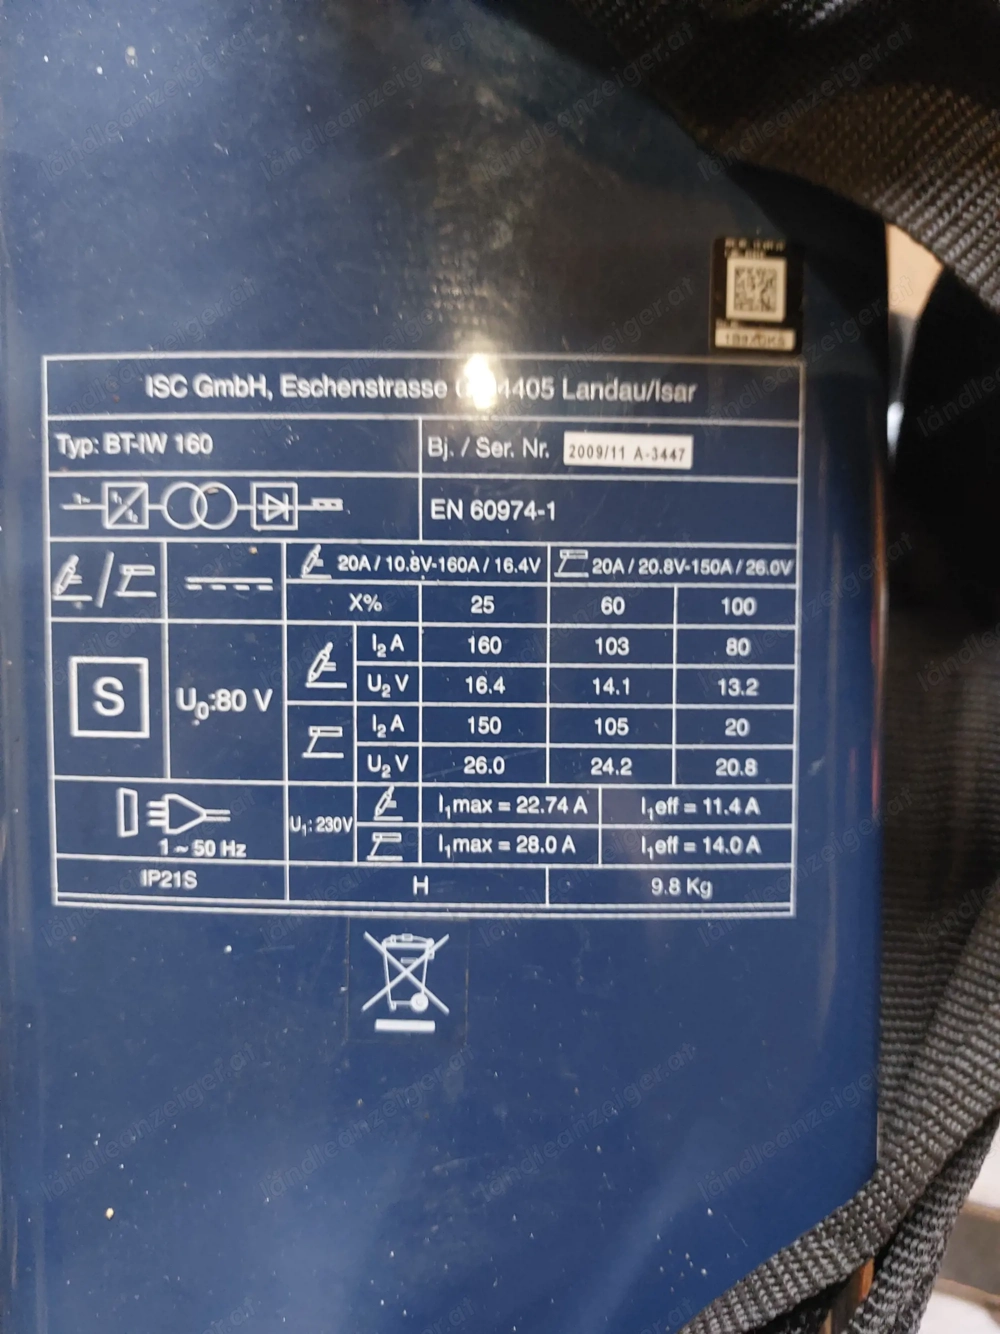 ISC GmbH, Eschenstrasse 4405 Landau/Isar
Typ: BT-IW 160
Bj. / Ser. Nr. 2009/11 A-3447
EN 60974-1
20A / 10.8V-160A / 16.4V
20A / 20.8V-150A / 26.0V
X% 25 60 100
I₂ A 160 103 80
S
U₀:80 V
U₂ V 16.4 14.1 13.2
I₂ A 150 105 20
U₂ V 26.0 24.2 20.8
1 ~ 50 Hz
U₁: 230V
I₁max = 22.74 A I₁eff = 11.4 A
I₁max = 28.0 A I₁eff = 14.0 A
IP21S H 9.8 Kg
ländleanzeiger.at